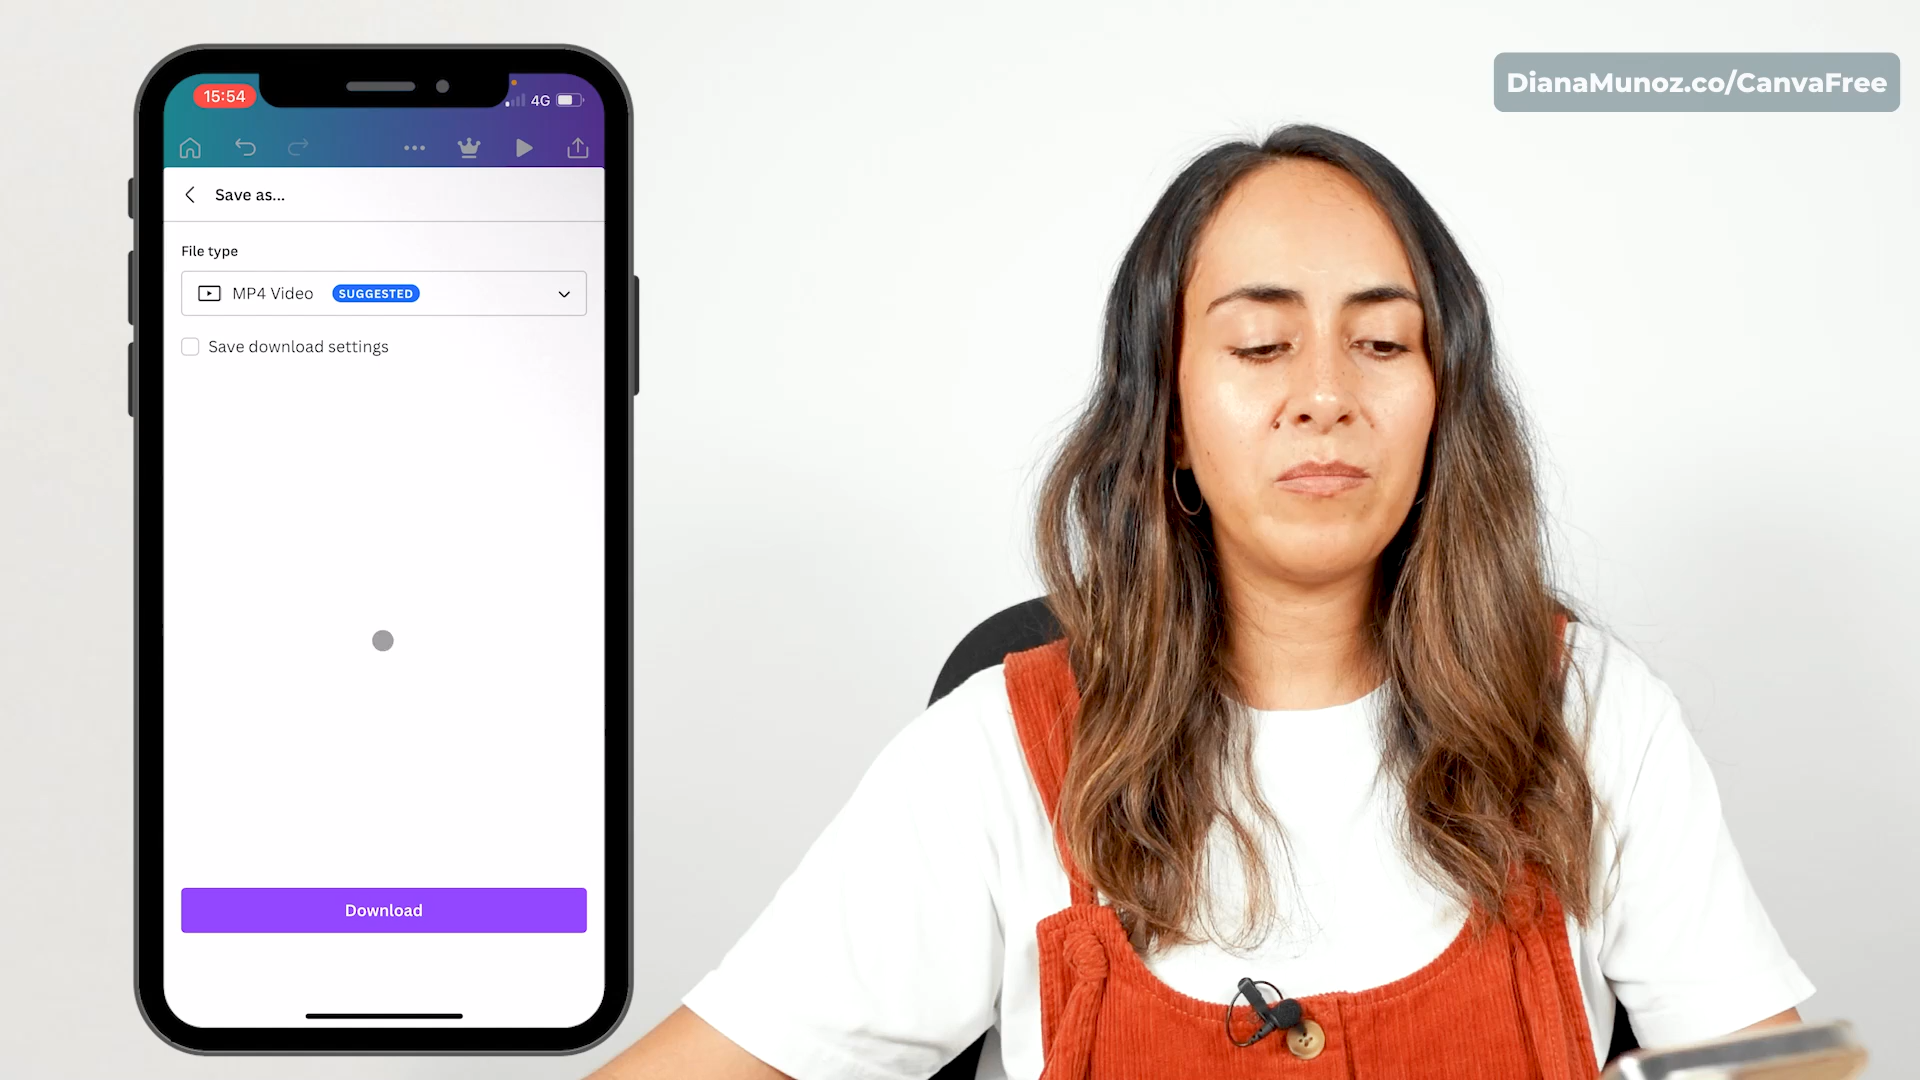 15:54
4G
Save as...
File type
MP4 Video SUGGESTED
Save download settings
Download
DianaMunoz.co/CanvaFree